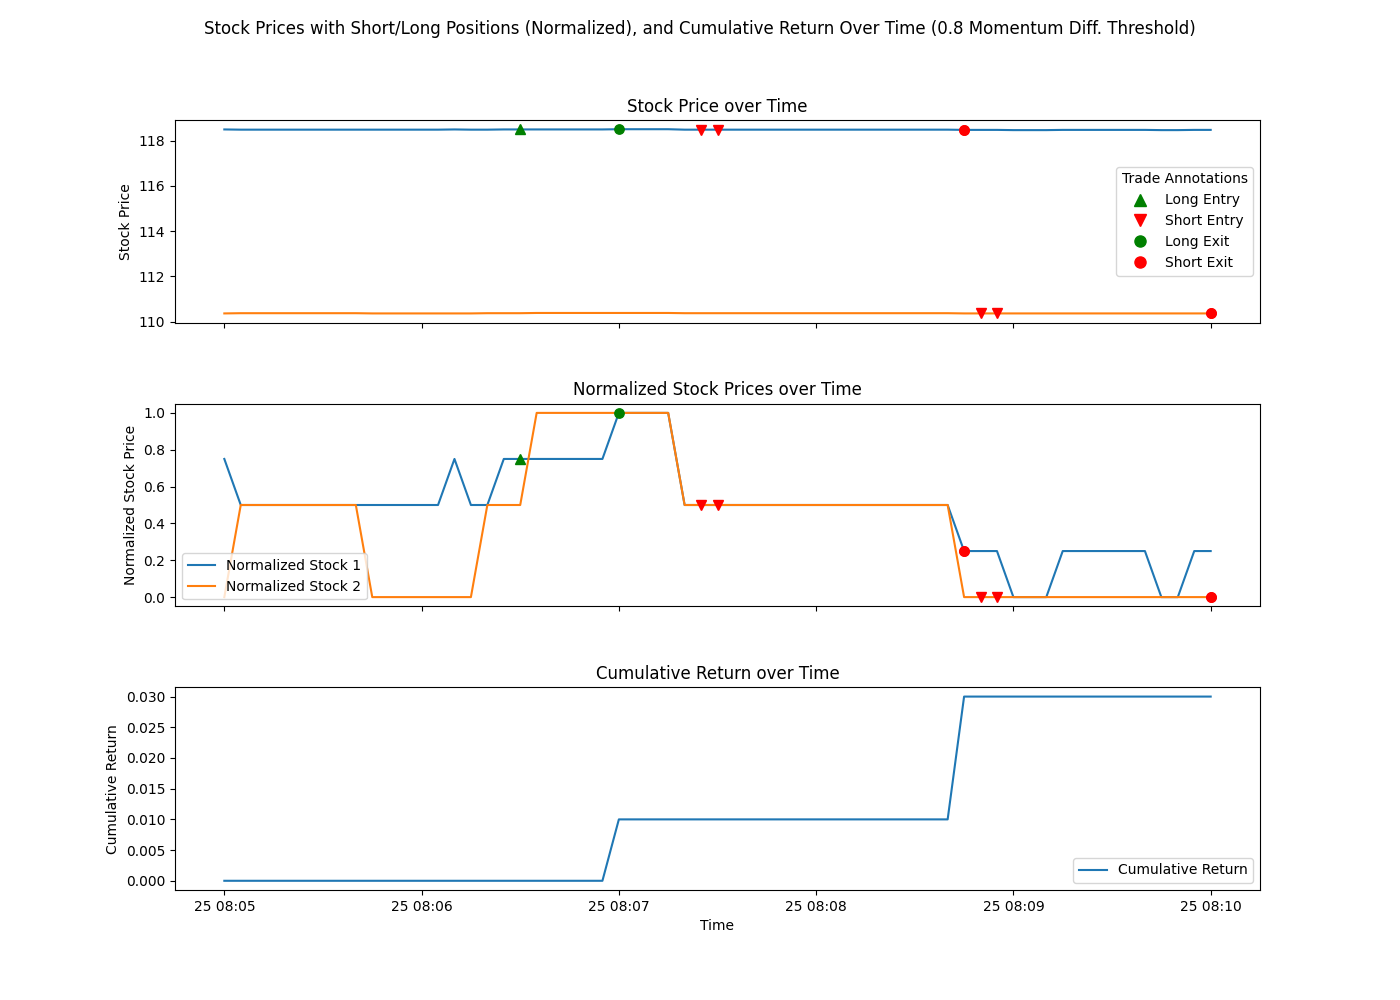 Stock Prices with Short/Long Positions (Normalized), and Cumulative Return Over Time (0.8 Momentum Diff. Threshold)
Stock Price over Time
Stock Price
118
116
114
112
110
Trade Annotations
Long Entry
Short Entry
Long Exit
Short Exit
Normalized Stock Prices over Time
Normalized Stock Price
1.0
0.8
0.6
0.4
0.2
0.0
Normalized Stock 1
Normalized Stock 2
Cumulative Return over Time
Cumulative Return
0.030
0.025
0.020
0.015
0.010
0.005
0.000
Cumulative Return
25 08:05 25 08:06 25 08:07 25 08:08 25 08:09 25 08:10
Time